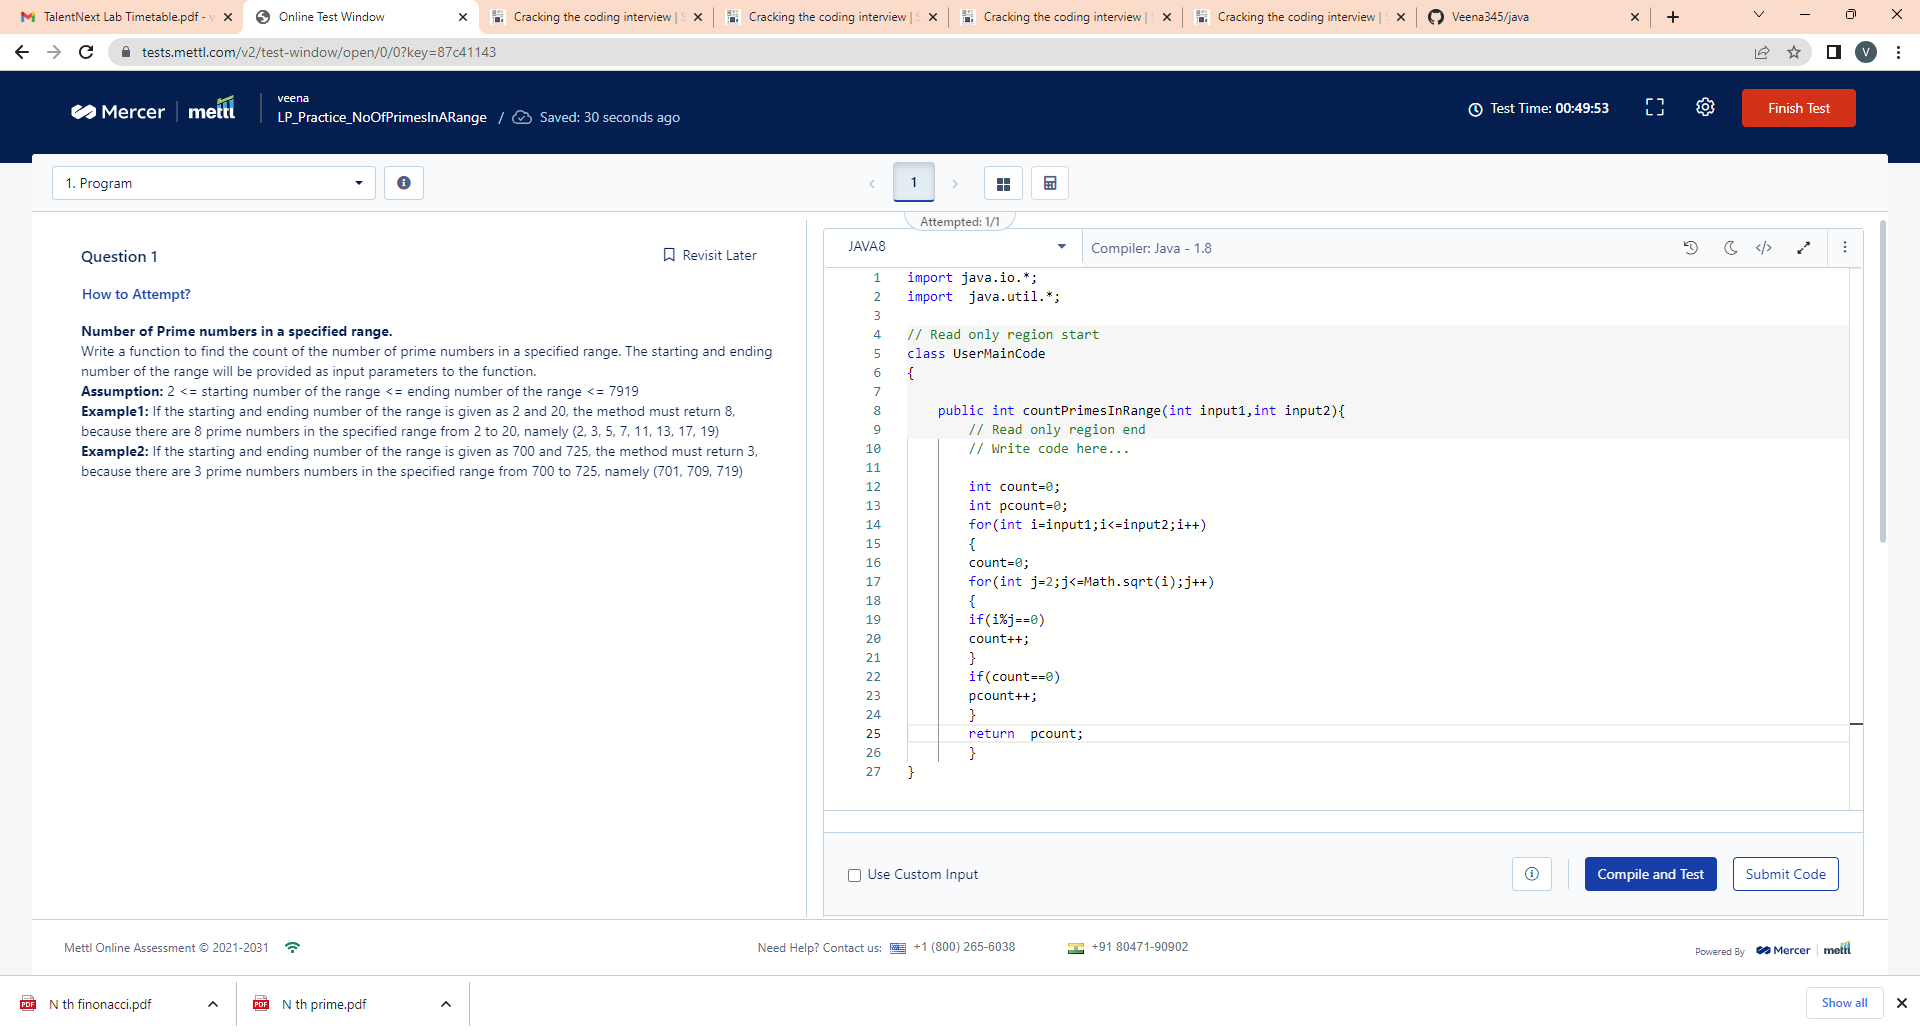 TalentNext Lab Timetable.pdf -
Online Test Window
Cracking the coding interview |
Cracking the coding interview |
Cracking the coding interview |
Cracking the coding interview |
Veena345/java
tests.mettl.com/v2/test-window/open/0/0?key=87c41143
V
Mercer | mettl
veena
LP_Practice_NoOfPrimesInARange / Saved: 30 seconds ago
Test Time: 00:49:53
Finish Test
1. Program
1
Attempted: 1/1
Question 1
Revisit Later
How to Attempt?
Number of Prime numbers in a specified range.
Write a function to find the count of the number of prime numbers in a specified range. The starting and ending
number of the range will be provided as input parameters to the function.
Assumption: 2 <= starting number of the range <= ending number of the range <= 7919
Example1: If the starting and ending number of the range is given as 2 and 20, the method must return 8,
because there are 8 prime numbers in the specified range from 2 to 20, namely (2, 3, 5, 7, 11, 13, 17, 19)
Example2: If the starting and ending number of the range is given as 700 and 725, the method must return 3,
because there are 3 prime numbers numbers in the specified range from 700 to 725, namely (701, 709, 719)
JAVA8
Compiler: Java - 1.8
1 import java.io.*;
2 import  java.util.*;
3
4 // Read only region start
5 class UserMainCode
6 {
7
8 public int countPrimesInRange(int input1,int input2){
9 // Read only region end
10 // Write code here...
11
12 int count=0;
13 int pcount=0;
14 for(int i=input1;i<=input2;i++)
15 {
16 count=0;
17 for(int j=2;j<=Math.sqrt(i);j++)
18 {
19 if(i%j==0)
20 count++;
21 }
22 if(count==0)
23 pcount++;
24 }
25 return  pcount;
26 }
27 }
Use Custom Input
Compile and Test
Submit Code
Mettl Online Assessment © 2021-2031
Need Help? Contact us: +1 (800) 265-6038
+91 80471-90902
Powered By Mercer | mettl
PDF N th finonacci.pdf
PDF N th prime.pdf
Show all